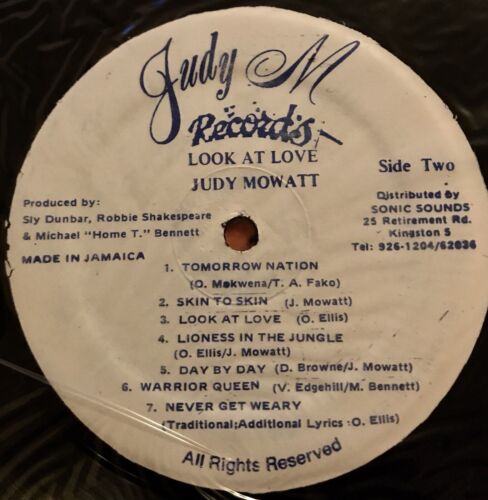 Judy M
Records
LOOK AT LOVE
JUDY MOWATT
Side Two
Produced by:
Sly Dunbar, Robbie Shakespeare
& Michael "Home T." Bennett
MADE IN JAMAICA
Distributed by
SONIC SOUNDS
25 Retirement Rd.
Kingston 5
Tel: 926-1204/62036
1. TOMORROW NATION
(O. Mokwena/T. A. Fako)
2. SKIN TO SKIN (J. Mowatt)
3. LOOK AT LOVE (O. Ellis)
4. LIONESS IN THE JUNGLE
(O. Ellis/J. Mowatt)
5. DAY BY DAY (D. Browne/J. Mowatt)
6. WARRIOR QUEEN (V. Edgehill/M. Bennett)
7. NEVER GET WEARY
(Traditional;Additional Lyrics :O. Ellis)
All Rights Reserved